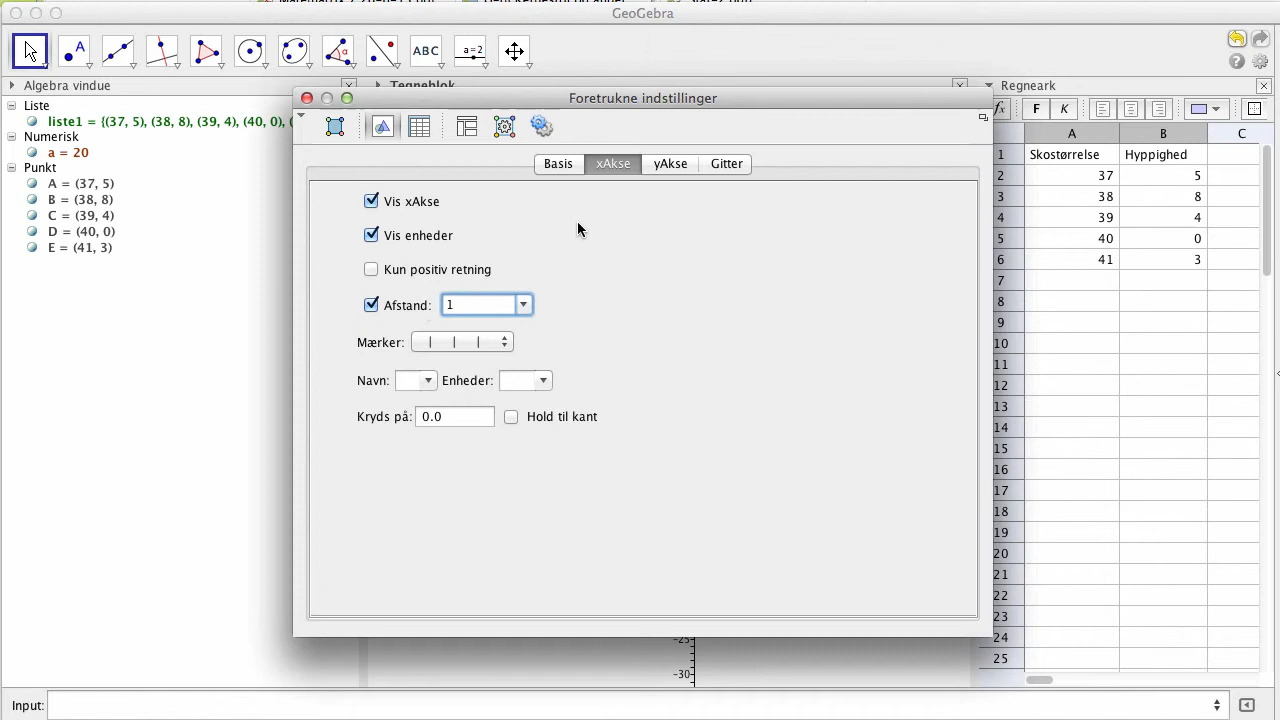 GeoGebra
A
ABC
a=2
Algebra vindue
Tegneblok
Regneark
Liste
liste1 = {(37, 5), (38, 8), (39, 4), (40, 0), (
Numerisk
a = 20
Punkt
A = (37, 5)
B = (38, 8)
C = (39, 4)
D = (40, 0)
E = (41, 3)
Foretrukne indstillinger
Basis xAkse yAkse Gitter
Vis xAkse
Vis enheder
Kun positiv retning
Afstand: 1
Mærker: | | |
Navn: Enheder:
Kryds på: 0.0 Hold til kant
fx F K
A B C
1 Skostørrelse Hyppighed
2 37 5
3 38 8
4 39 4
5 40 0
6 41 3
7
8
9
10
11
12
13
14
15
16
17
18
19
20
21
22
23
24
25
-25
-30
Input: